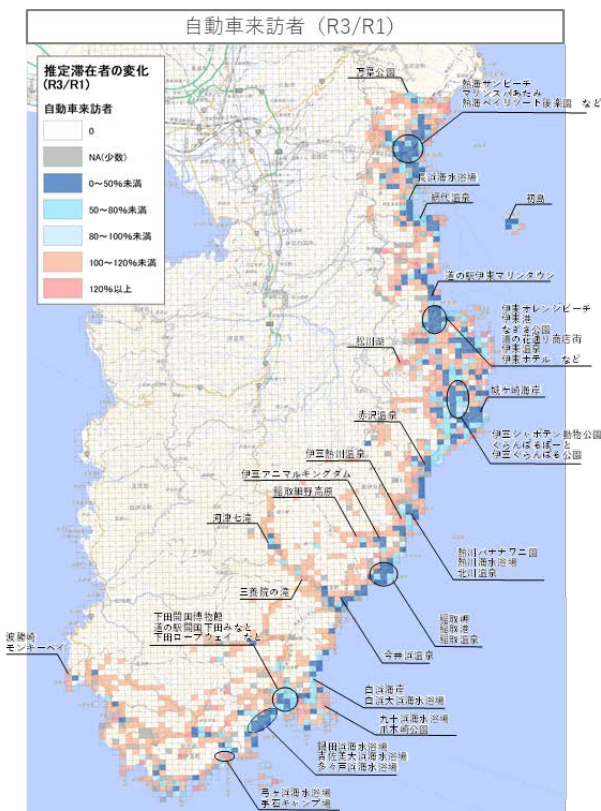 自動車来訪者（R3/R1）
推定滞在者の変化
(R3/R1)
自動車来訪者
0
NA(少数)
0～50%未満
50～80%未満
80～100%未満
100～120%未満
120%以上
万葉公園
熱海サンビーチ
マリンスパあたみ
熱海ベイリゾート後楽園 など
長浜海水浴場
網代温泉
初島
道の駅伊東マリンタウン
伊東オレンジビーチ
伊東港
なぎさ公園
湯の花通り商店街
伊東温泉
伊東ホテル など
松川湖
城ケ崎海岸
赤沢温泉
伊豆シャボテン動物公園
ぐらんぱるぽーと
伊豆ぐらんぱる公園
伊豆熱川温泉
伊豆アニマルキングダム
稲取細野高原
河津七滝
熱川バナナワニ園
熱川海水浴場
北川温泉
三養院の滝
稲取岬
稲取港
稲取温泉
下田開国博物館
道の駅開国下田みなと
下田ロープウェイ など
今井浜温泉
波勝崎
モンキーベイ
白浜海岸
白浜大浜海水浴場
九十浜海水浴場
爪木崎公園
鍋田浜海水浴場
吉佐美大浜海水浴場
多々戸浜海水浴場
弓ヶ浜海水浴場
手石キャンプ場